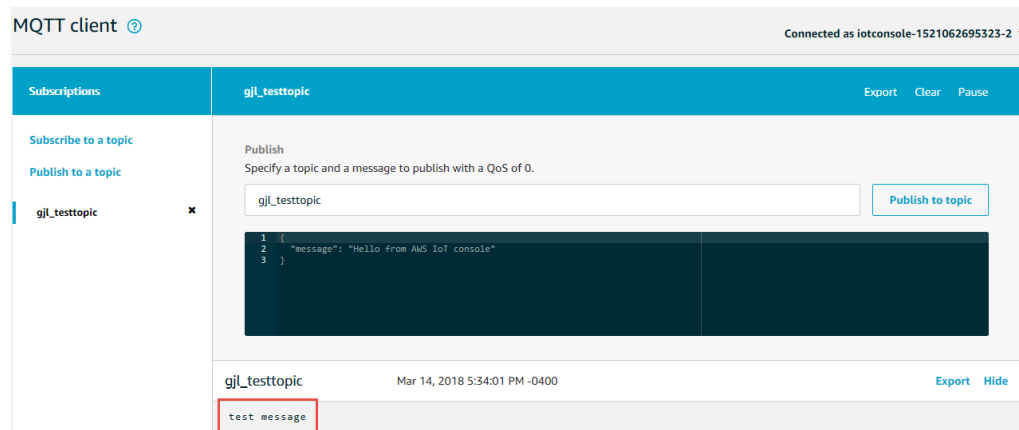 MQTT client ?
Connected as iotconsole-1521062695323-2
Subscriptions
gjl_testtopic
Export Clear Pause
Subscribe to a topic
Publish to a topic
gjl_testtopic ✖
Publish
Specify a topic and a message to publish with a QoS of 0.
gjl_testtopic
Publish to topic
1 {
2 "message": "Hello from AWS IoT console"
3 }
gjl_testtopic Mar 14, 2018 5:34:01 PM -0400 Export Hide
test message